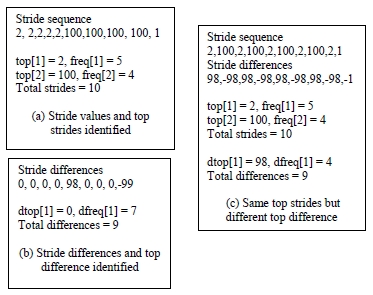 Stride sequence
2, 2,2,2,2,100,100,100, 100, 1
top[1] = 2, freq[1] = 5
top[2] = 100, freq[2] = 4
Total strides = 10
(a) Stride values and top
strides identified
Stride differences
0, 0, 0, 0, 98, 0, 0, 0,-99
dtop[1] = 0, dfreq[1] = 7
Total differences = 9
(b) Stride differences and top
difference identified
Stride sequence
2,100,2,100,2,100,2,100,2,1
Stride differences
98,-98,98,-98,98,-98,98,-98,-1
top[1] = 2, freq[1] = 5
top[2] = 100, freq[2] = 4
Total strides = 10
dtop[1] = 98, dfreq[1] = 4
Total differences = 9
(c) Same top strides but
different top difference